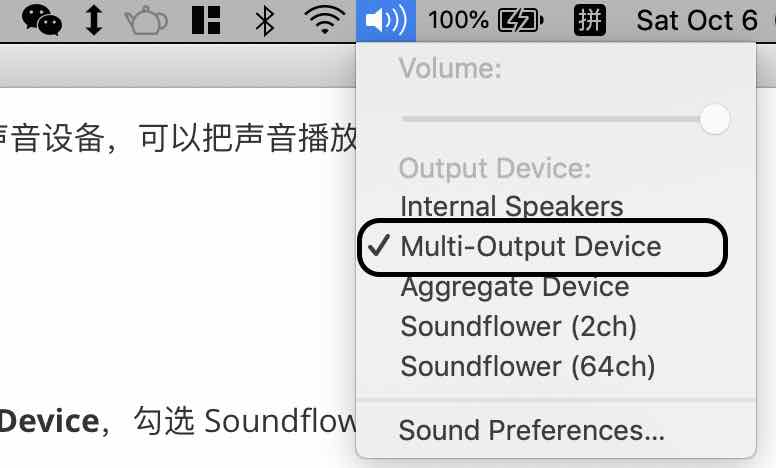 100% 拼 Sat Oct 6
Volume:
声音设备，可以把声音播放
Output Device:
Internal Speakers
✓ Multi-Output Device
Aggregate Device
Soundflower (2ch)
Soundflower (64ch)
Device，勾选 Soundflow
Sound Preferences...